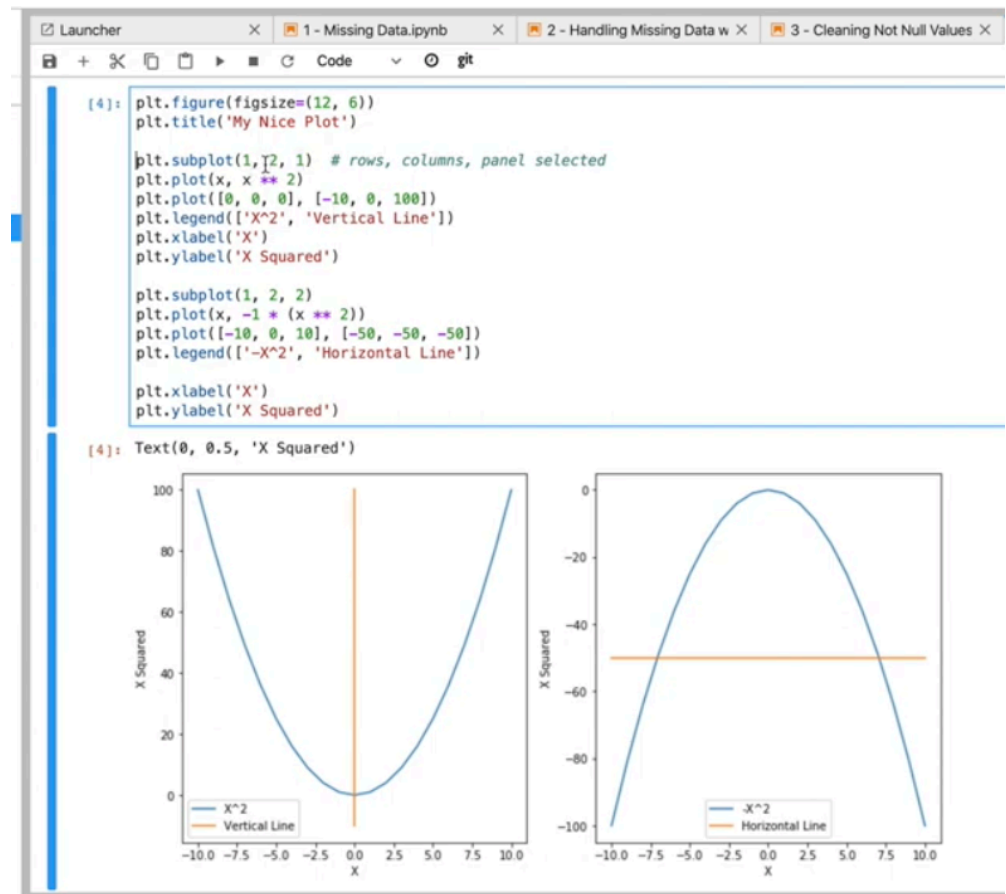 Launcher
1 - Missing Data.ipynb
2 - Handling Missing Data w
3 - Cleaning Not Null Values
Code
git
[4]:
plt.figure(figsize=(12, 6))
plt.title('My Nice Plot')
plt.subplot(1, 2, 1)  # rows, columns, panel selected
plt.plot(x, x ** 2)
plt.plot([0, 0, 0], [-10, 0, 100])
plt.legend(['X^2', 'Vertical Line'])
plt.xlabel('X')
plt.ylabel('X Squared')
plt.subplot(1, 2, 2)
plt.plot(x, -1 * (x ** 2))
plt.plot([-10, 0, 10], [-50, -50, -50])
plt.legend(['-X^2', 'Horizontal Line'])
plt.xlabel('X')
plt.ylabel('X Squared')
[4]:
Text(0, 0.5, 'X Squared')
100
80
60
40
20
0
X Squared
X^2
Vertical Line
-10.0 -7.5 -5.0 -2.5 0.0 2.5 5.0 7.5 10.0
X
0
-20
-40
-60
-80
-100
X Squared
-X^2
Horizontal Line
-10.0 -7.5 -5.0 -2.5 0.0 2.5 5.0 7.5 10.0
X